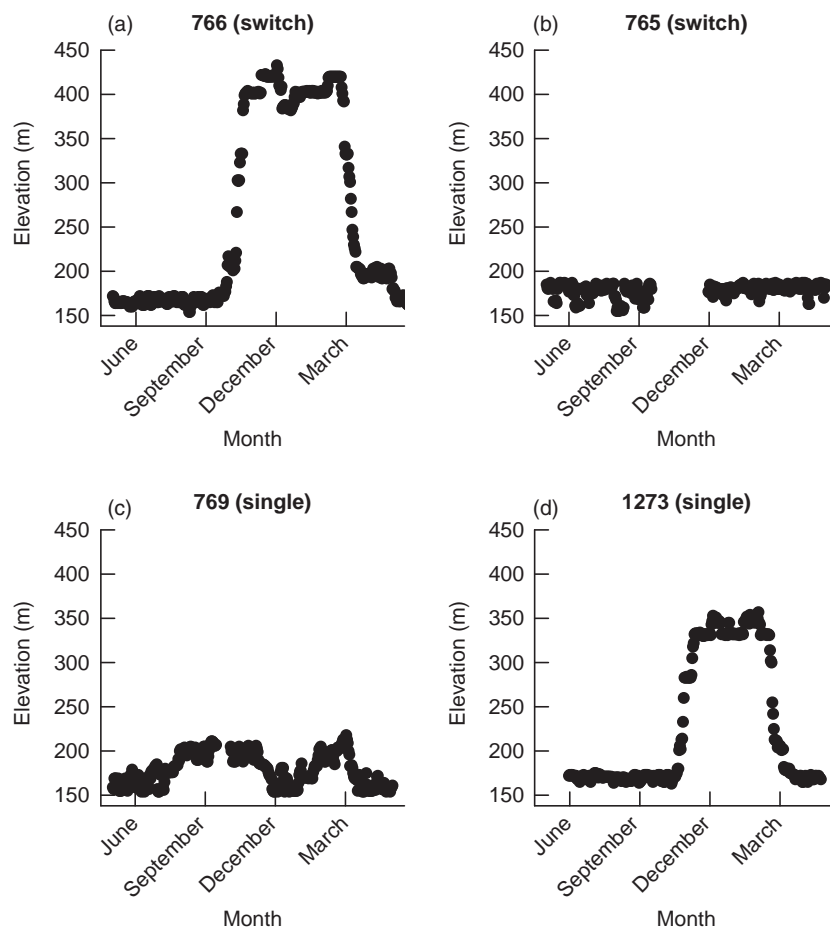 (a) 766 (switch)
450
400
350
300
250
200
150
Elevation (m)
June
September
December
March
Month
(b) 765 (switch)
450
400
350
300
250
200
150
Elevation (m)
June
September
December
March
Month
(c) 769 (single)
450
400
350
300
250
200
150
Elevation (m)
June
September
December
March
Month
(d) 1273 (single)
450
400
350
300
250
200
150
Elevation (m)
June
September
December
March
Month